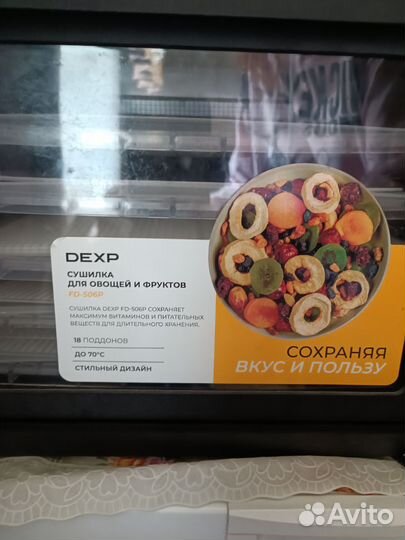 DEXP
СУШИЛКА
ДЛЯ ОВОЩЕЙ И ФРУКТОВ
FD-506P
СУШИЛКА DEXP FD-506P СОХРАНЯЕТ
МАКСИМУМ ВИТАМИНОВ И ПИТАТЕЛЬНЫХ
ВЕЩЕСТВ ДЛЯ ДЛИТЕЛЬНОГО ХРАНЕНИЯ.
18 ПОДДОНОВ
ДО 70°C
СТИЛЬНЫЙ ДИЗАЙН
СОХРАНЯЯ
ВКУС И ПОЛЬЗУ
Avito